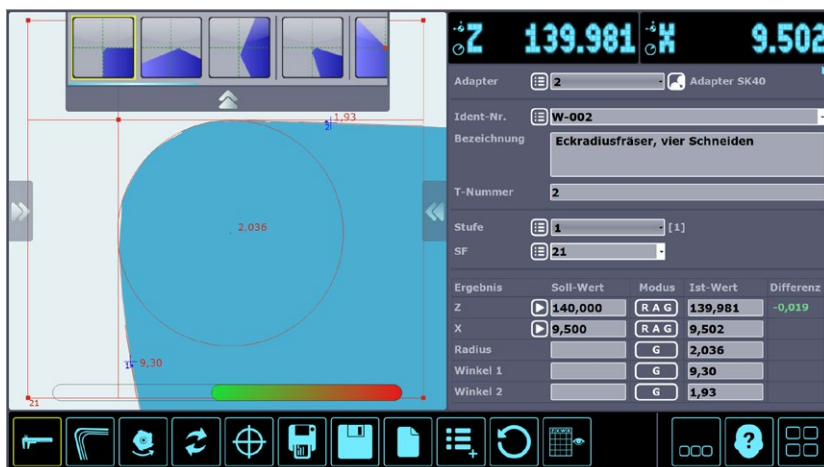 Z 139.981 X 9.502
Adapter 2 Adapter SK40
Ident-Nr. W-002
Bezeichnung Eckradiusfräser, vier Schneiden
T-Nummer 2
Stufe 1 [1]
SF 21
Ergebnis Soll-Wert Modus Ist-Wert Differenz
Z 140,000 R A G 139,981 -0,019
X 9,500 R A G 9,502
Radius G 2,036
Winkel 1 G 9,30
Winkel 2 G 1,93
1,93
2
2,036
1
9,30
21
?